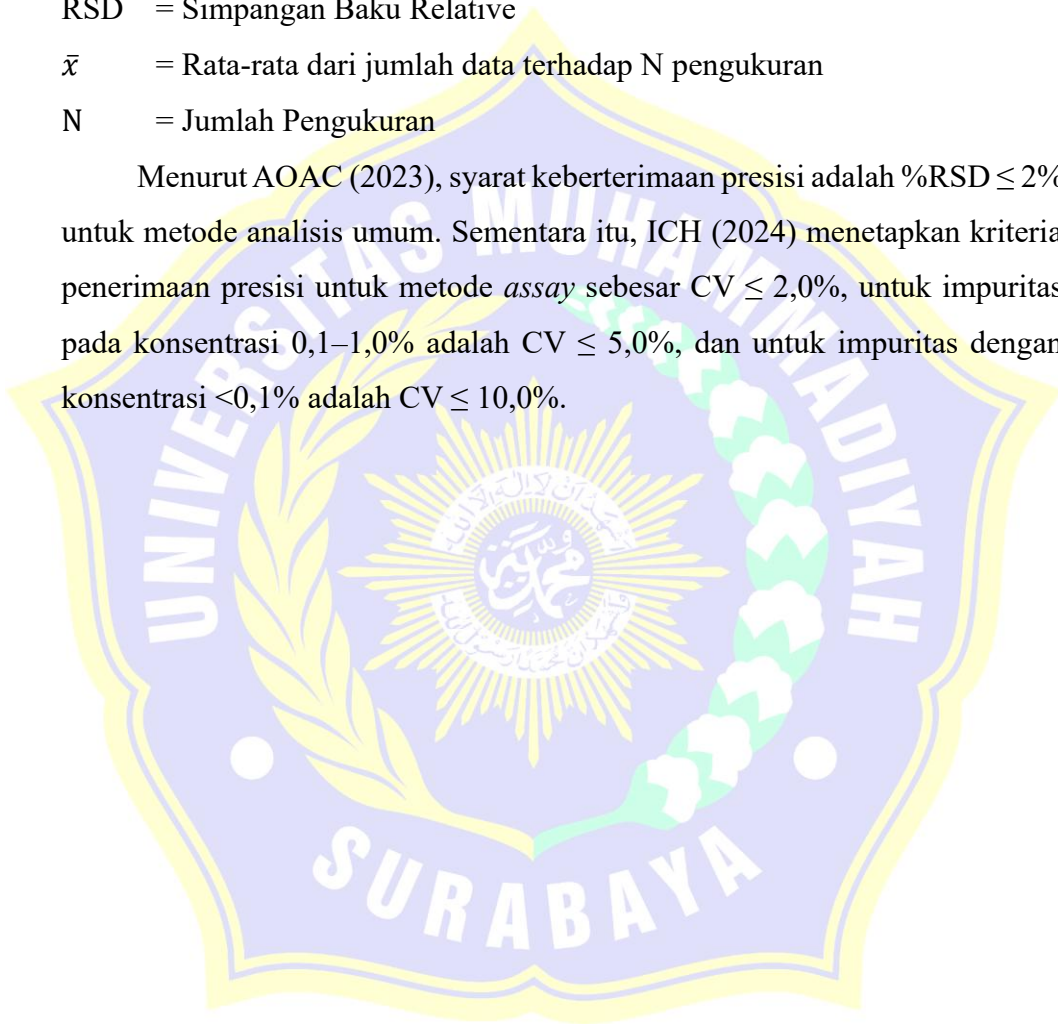 RSD = Simpangan Baku Relative
x̄ = Rata-rata dari jumlah data terhadap N pengukuran
N = Jumlah Pengukuran
Menurut AOAC (2023), syarat keberterimaan presisi adalah %RSD ≤ 2%
untuk metode analisis umum. Sementara itu, ICH (2024) menetapkan kriteria
penerimaan presisi untuk metode assay sebesar CV ≤ 2,0%, untuk impuritas
pada konsentrasi 0,1–1,0% adalah CV ≤ 5,0%, dan untuk impuritas dengan
konsentrasi <0,1% adalah CV ≤ 10,0%.
UNIVERSITAS MUHAMMADIYAH
SURABAYA